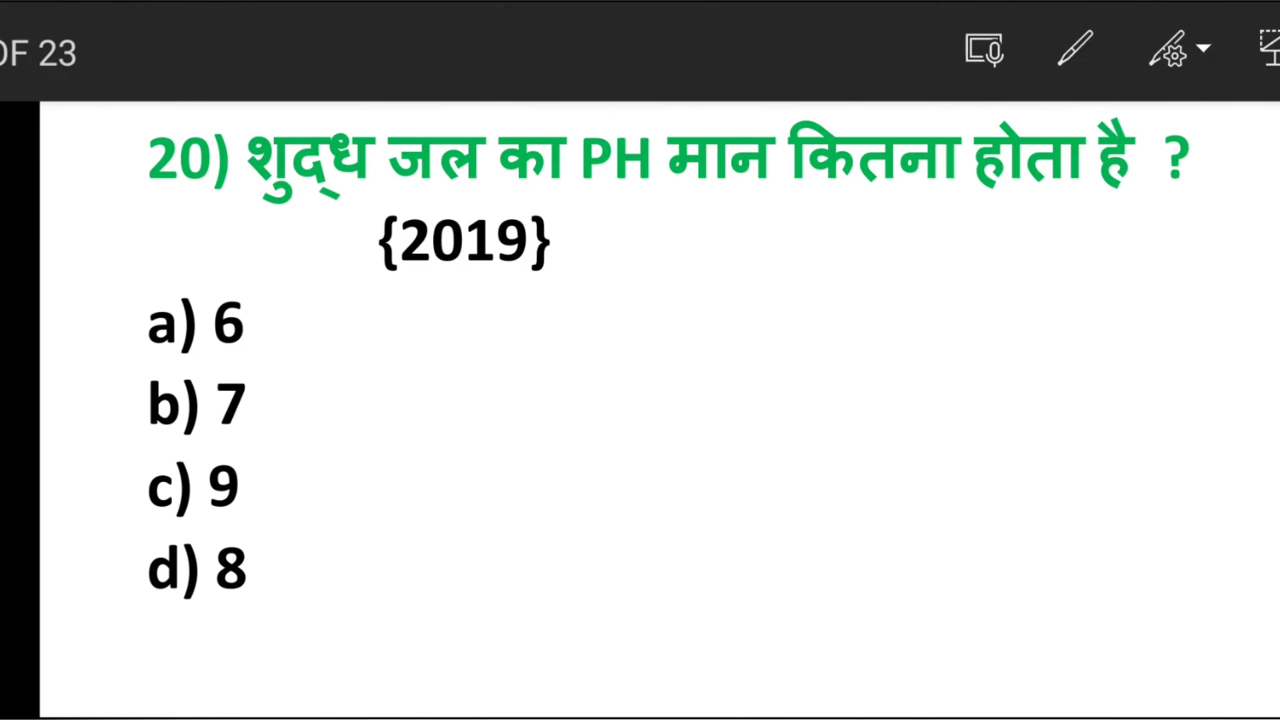 OF 23
20) शुद्ध जल का PH मान कितना होता है ?
{2019}
a) 6
b) 7
c) 9
d) 8